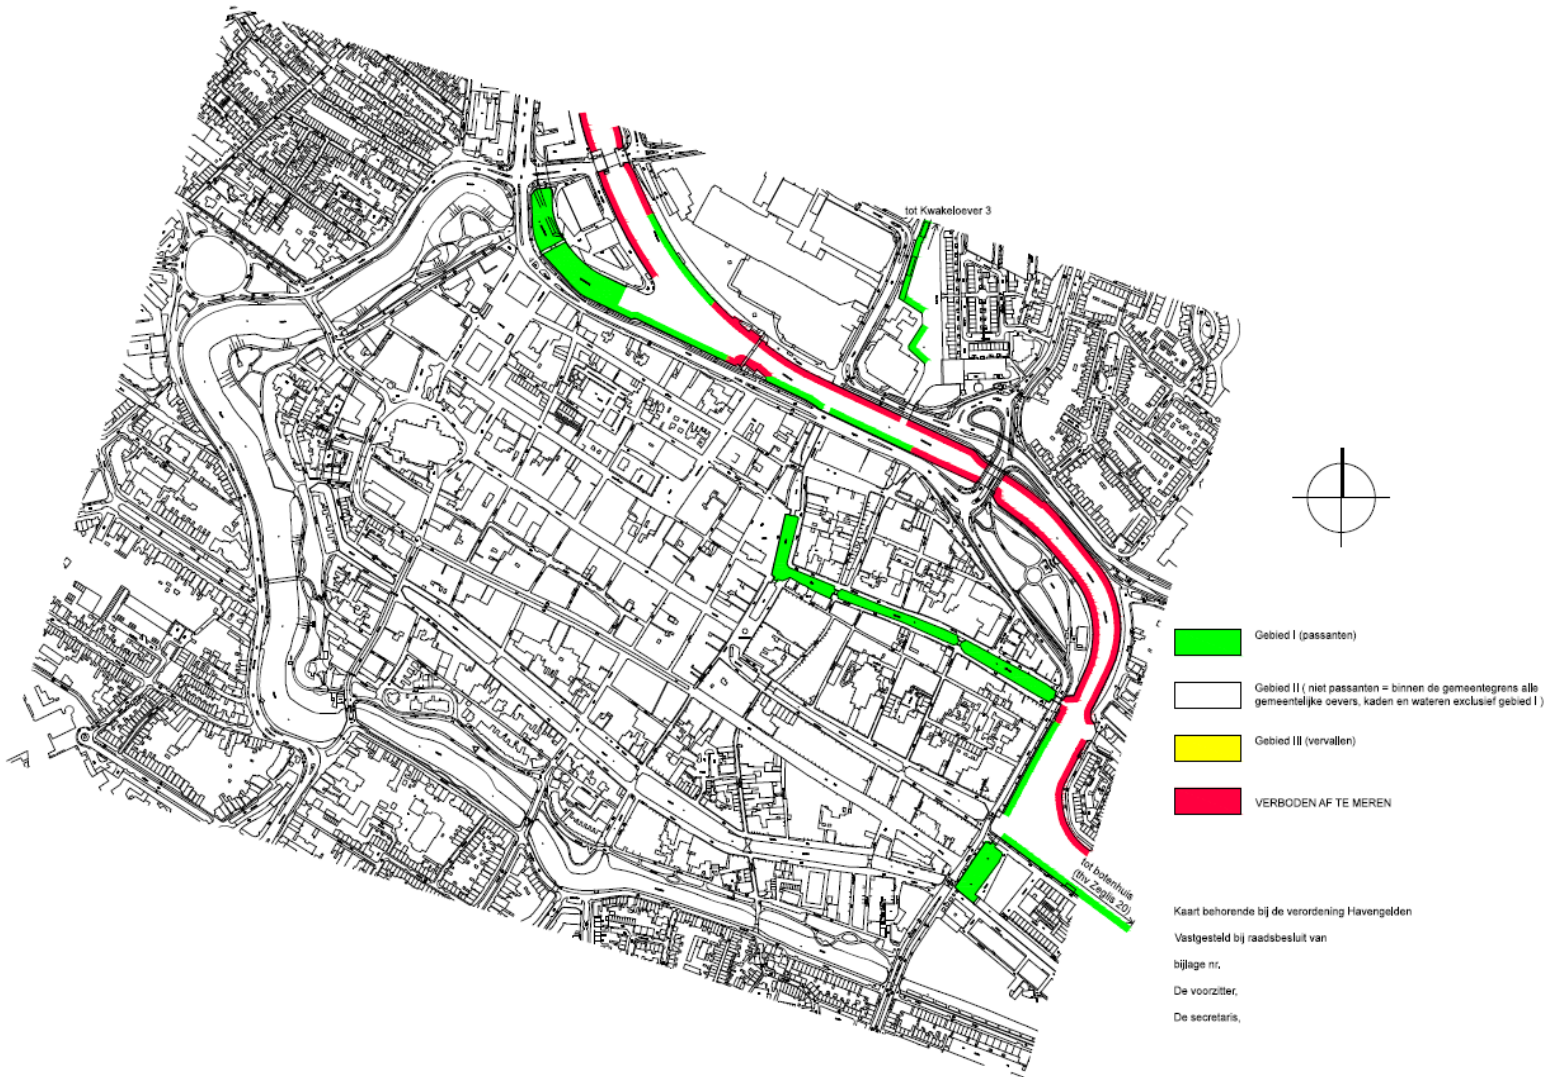 tot Kwakeloever 3
Gebied I (passanten)
Gebied II ( niet passanten = binnen de gemeentegrens alle
gemeentelijke oevers, kaden en wateren exclusief gebied I )
Gebied III (vervallen)
VERBODEN AF TE MEREN
tot botenhuis
(thv Zeglis 20)
Kaart behorende bij de verordening Havengelden
Vastgesteld bij raadsbesluit van
bijlage nr.
De voorzitter,
De secretaris,